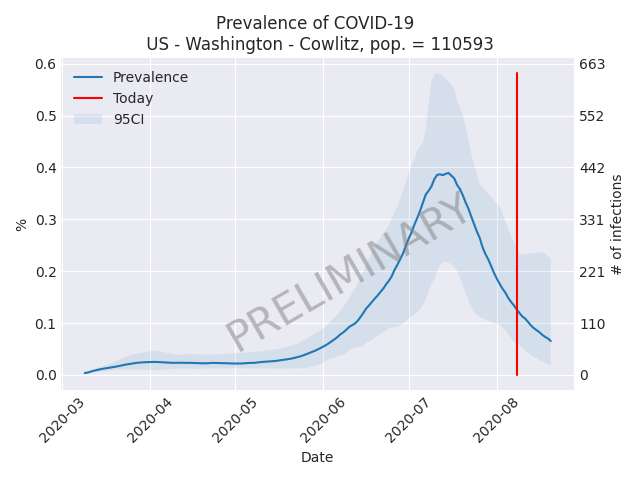 Prevalence of COVID-19
US - Washington - Cowlitz, pop. = 110593
Prevalence
Today
95CI
PRELIMINARY
%
0.6
0.5
0.4
0.3
0.2
0.1
0.0
663
552
442
331
221
110
0
# of infections
2020-03
2020-04
2020-05
2020-06
2020-07
2020-08
Date